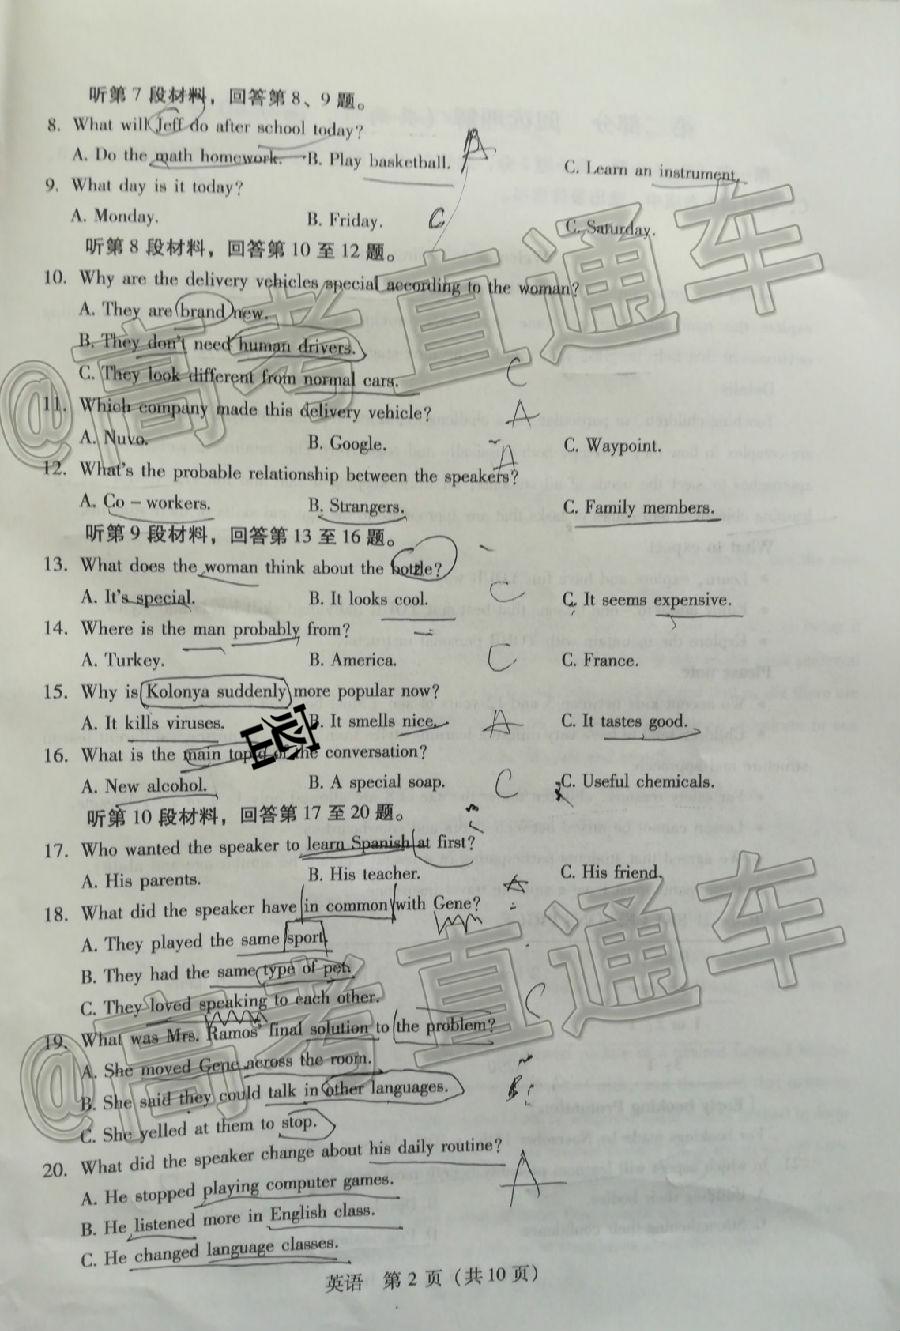 听第7段材料，回答第8、9题。
8. What will Jeff do after school today?
A. Do the math homework. B. Play basketball. C. Learn an instrument.
A
9. What day is it today?
A. Monday. B. Friday. C. Saturday.
C
听第8段材料，回答第10至12题。
10. Why are the delivery vehicles special according to the woman?
A. They are brand new.
B. They don't need human drivers.
C. They look different from normal cars.
C
11. Which company made this delivery vehicle?
A
A. Nuvo. B. Google. C. Waypoint.
12. What's the probable relationship between the speakers?
A
A. Co-workers. B. Strangers. C. Family members.
听第9段材料，回答第13至16题。
13. What does the woman think about the bottle?
A. It's special. B. It looks cool. C. It seems expensive.
C
14. Where is the man probably from?
A. Turkey. B. America. C. France.
C
15. Why is Kolonya suddenly more popular now?
A. It kills viruses. B. It smells nice. C. It tastes good.
A
16. What is the main topic of the conversation?
A. New alcohol. B. A special soap. C. Useful chemicals.
C
听第10段材料，回答第17至20题。
17. Who wanted the speaker to learn Spanish at first?
A. His parents. B. His teacher. C. His friend.
A
18. What did the speaker have in common with Gene?
A. They played the same sport.
B. They had the same type of pet.
C. They loved speaking to each other.
C
19. What was Mrs. Ramos' final solution to the problem?
A. She moved Gene across the room.
B. She said they could talk in other languages.
B
C. She yelled at them to stop.
20. What did the speaker change about his daily routine?
A. He stopped playing computer games.
A
B. He listened more in English class.
C. He changed language classes.
英语 第2页（共10页）
@高考直通车
@高考直通车
密